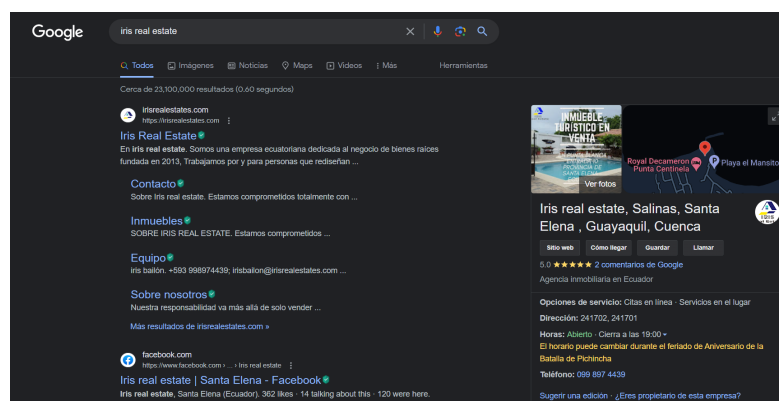 Google
iris real estate
Todos
Imágenes
Noticias
Maps
Videos
Más
Herramientas
Cerca de 23,100,000 resultados (0.60 segundos)
irisrealestates.com
https://irisrealestates.com
Iris Real Estate
En iris real estate. Somos una empresa ecuatoriana dedicada al negocio de bienes raíces
fundada en 2013, Trabajamos por y para personas que rediseñan ...
Contacto
Sobre Iris real estate. Estamos comprometidos totalmente con ...
Inmuebles
SOBRE IRIS REAL ESTATE. Estamos comprometidos ...
Equipo
iris bailón. +593 998974439; irisbailon@irisrealestates.com ...
Sobre nosotros
Nuestra responsabilidad va más allá de solo vender ...
Más resultados de irisrealestates.com »
facebook.com
https://www.facebook.com › ... › Iris real estate
Iris real estate | Santa Elena - Facebook
Iris real estate, Santa Elena (Ecuador). 362 likes · 14 talking about this · 120 were here.
INMUEBLE
TURÍSTICO EN
VENTA
PUNTA BLANCA
PROVINCIA DE
SANTA ELENA
Ver fotos
Royal Decameron
Punta Centinela
Playa el Mansito
Iris real estate, Salinas, Santa
Elena , Guayaquil, Cuenca
IRIS
Sitio web
Cómo llegar
Guardar
Llamar
5.0 ★★★★★ 2 comentarios de Google
Agencia inmobiliaria en Ecuador
Opciones de servicio: Citas en línea · Servicios en el lugar
Dirección: 241702, 241701
Horas: Abierto · Cierra a las 19:00
El horario puede cambiar durante el feriado de Aniversario de la
Batalla de Pichincha
Teléfono: 099 897 4439
Sugerir una edición · ¿Eres propietario de esta empresa?